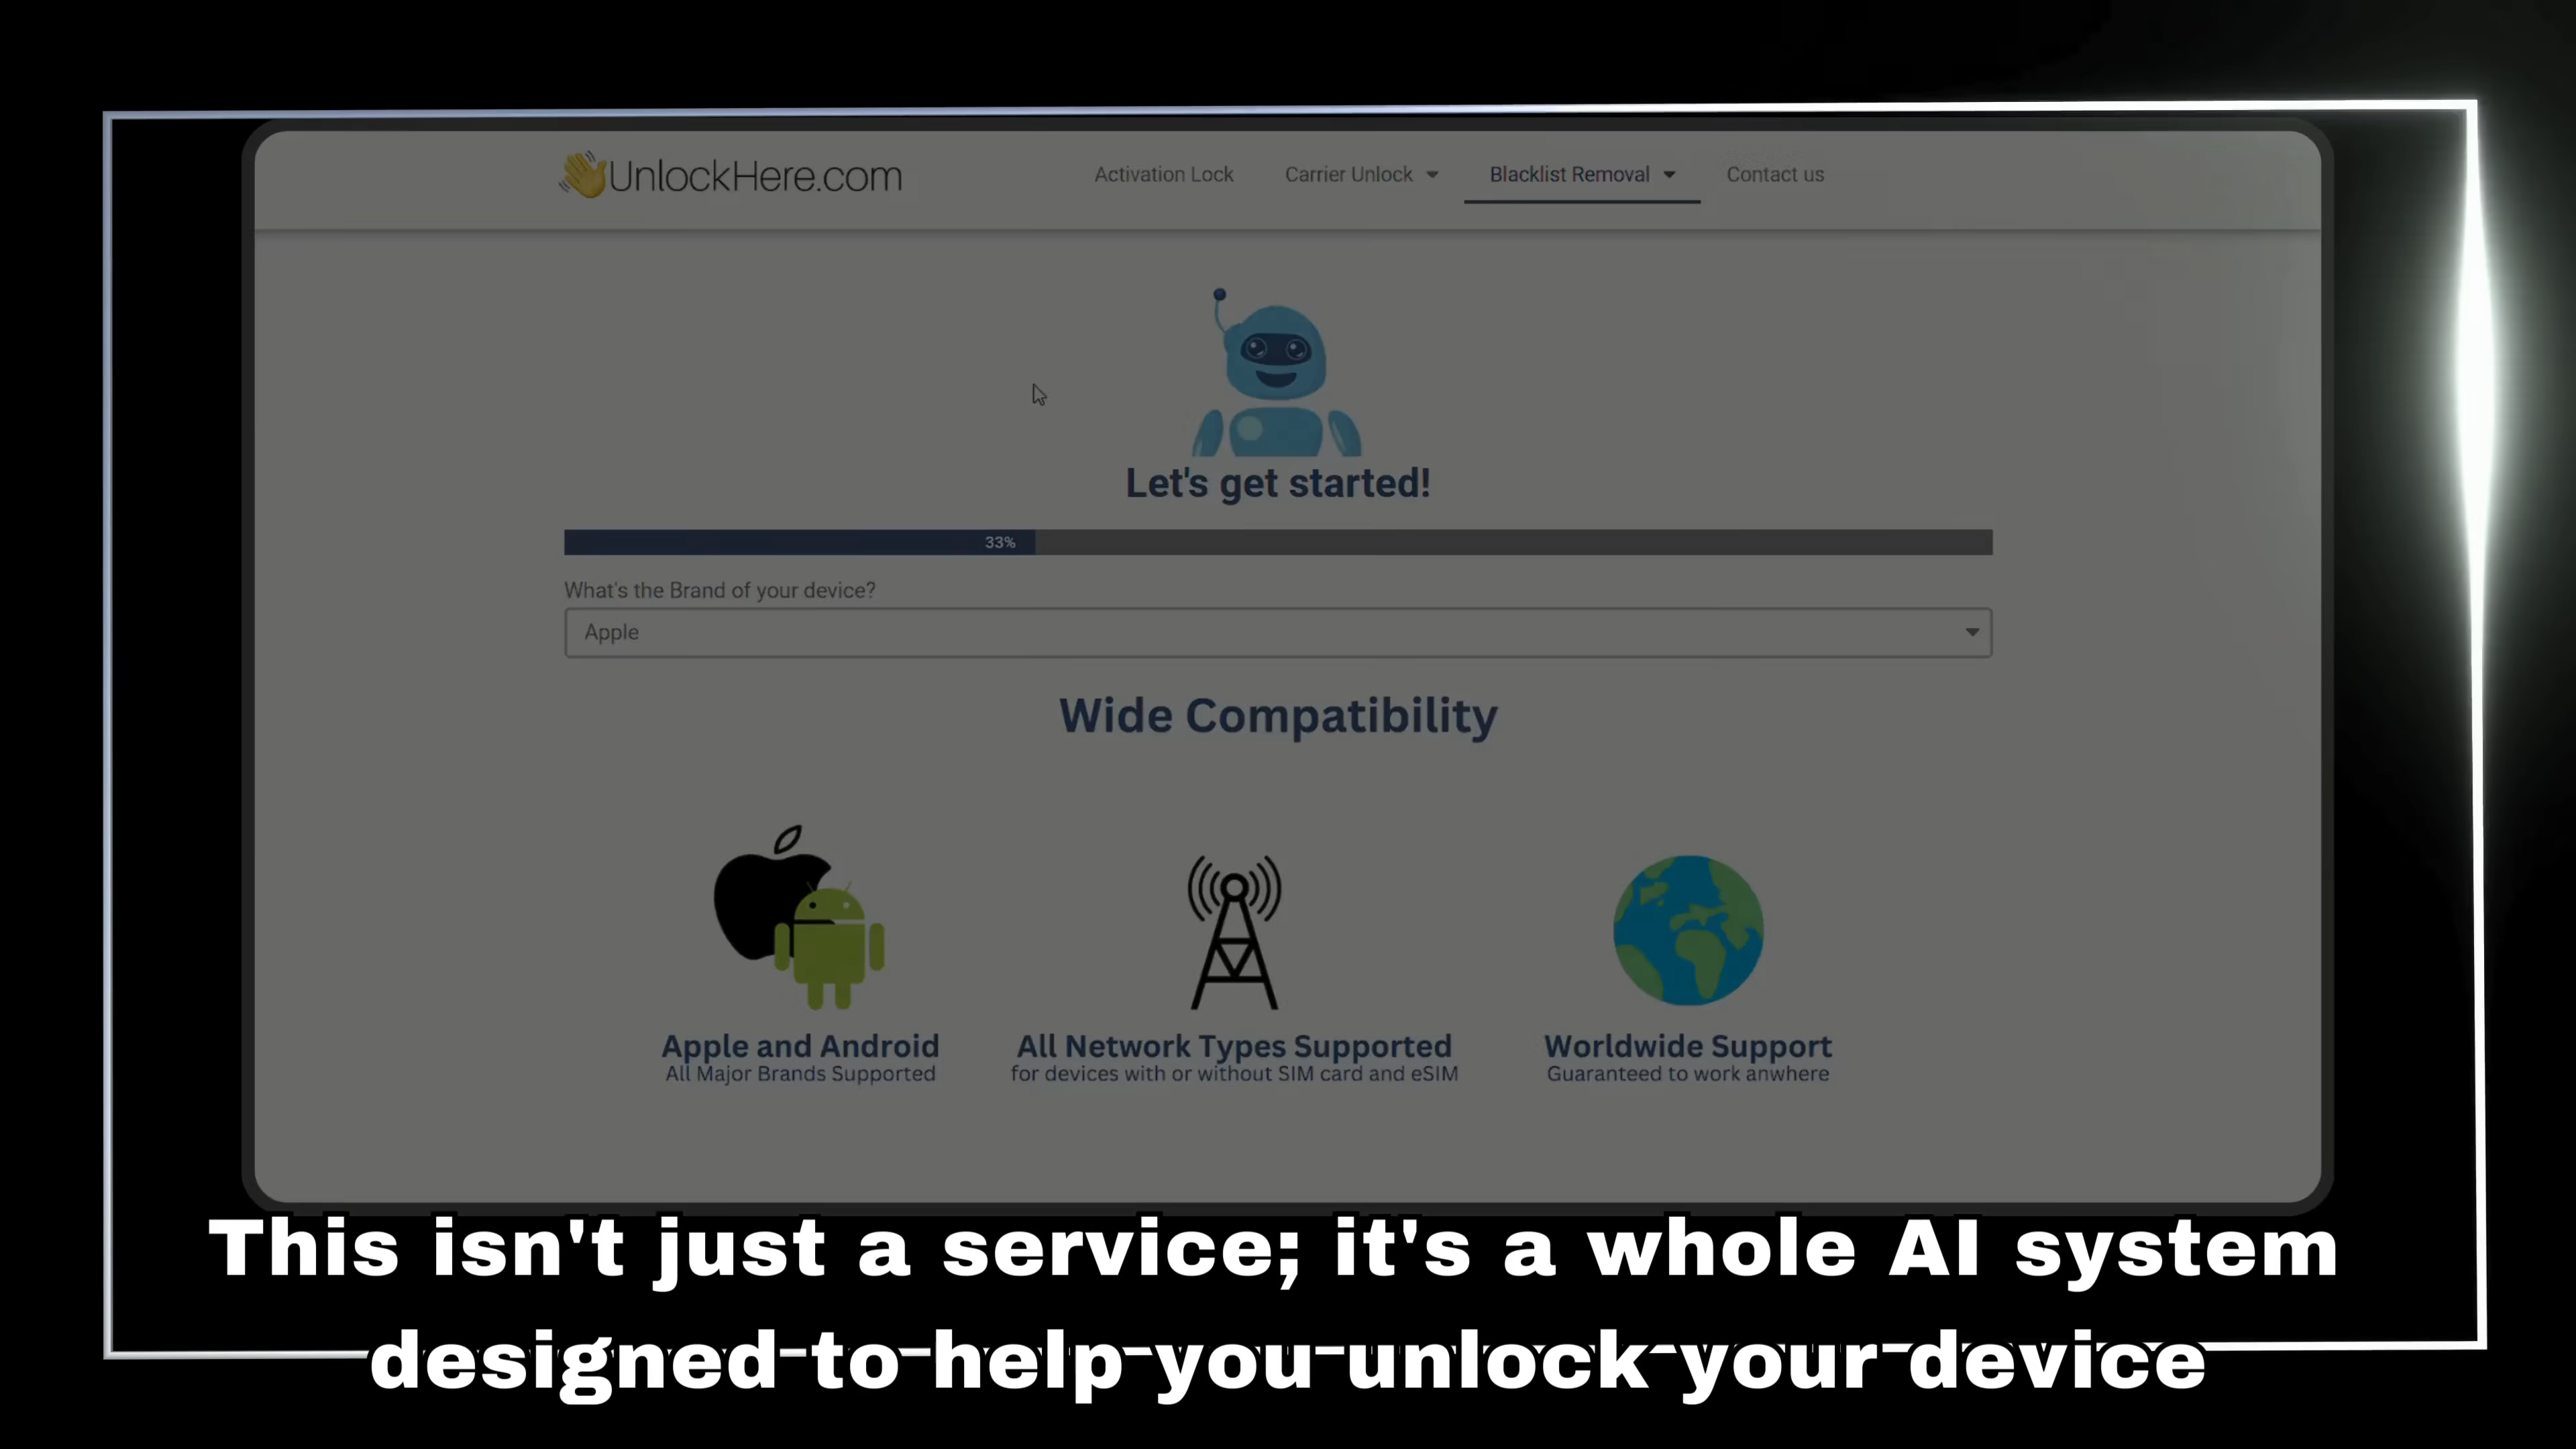 UnlockHere.com
Activation Lock Carrier Unlock Blacklist Removal Contact us
Let's get started!
33%
What's the Brand of your device?
Apple
Wide Compatibility
Apple and Android
All Major Brands Supported
All Network Types Supported
for devices with or without SIM card and eSIM
Worldwide Support
Guaranteed to work anwhere
This isn't just a service; it's a whole AI system
designed to help you unlock your device